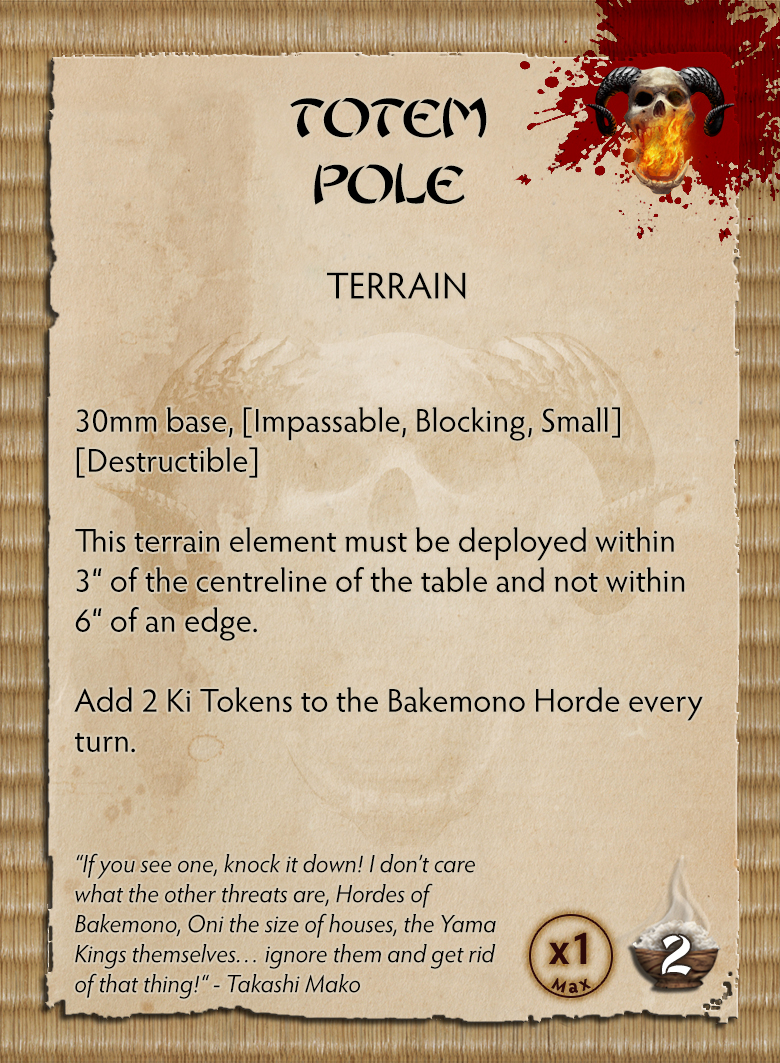 TOTEM
POLE
TERRAIN
30mm base, [Impassable, Blocking, Small]
[Destructible]
This terrain element must be deployed within
3“ of the centreline of the table and not within
6“ of an edge.
Add 2 Ki Tokens to the Bakemono Horde every
turn.
“If you see one, knock it down! I don’t care
what the other threats are, Hordes of
Bakemono, Oni the size of houses, the Yama
Kings themselves… ignore them and get rid
of that thing!“ - Takashi Mako
x1
Max
2